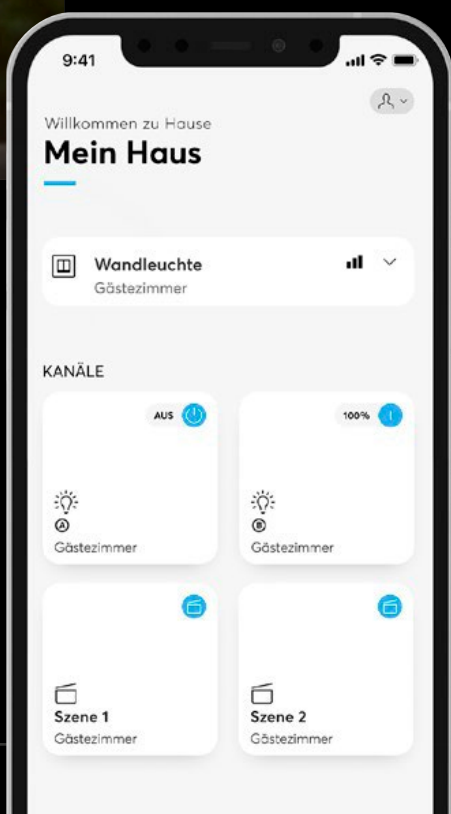 9:41
Willkommen zu Hause
Mein Haus
Wandleuchte
Gästezimmer
KANÄLE
AUS
100%
A
B
Gästezimmer
Gästezimmer
Szene 1
Szene 2
Gästezimmer
Gästezimmer